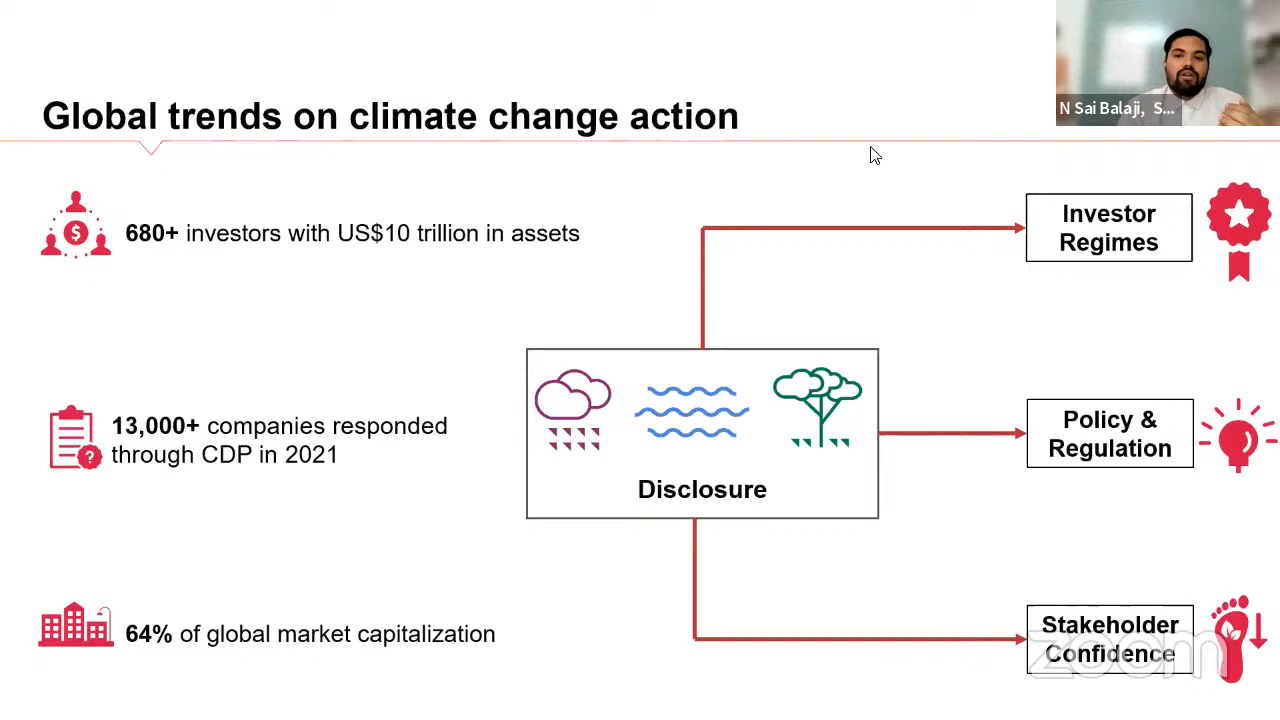 N Sai Balaji, S...
Global trends on climate change action
$
680+ investors with US$10 trillion in assets
Investor
Regimes
13,000+ companies responded
through CDP in 2021
?
Policy &
Regulation
Disclosure
64% of global market capitalization
Stakeholder
Confidence
zoom